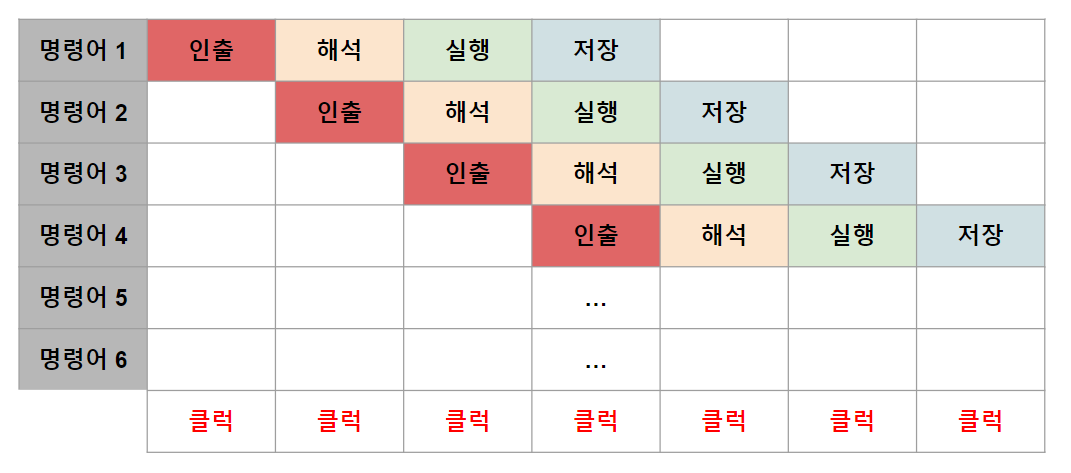 명령어 1 인출 해석 실행 저장
명령어 2 인출 해석 실행 저장
명령어 3 인출 해석 실행 저장
명령어 4 인출 해석 실행 저장
명령어 5 ...
명령어 6 ...
클럭 클럭 클럭 클럭 클럭 클럭 클럭